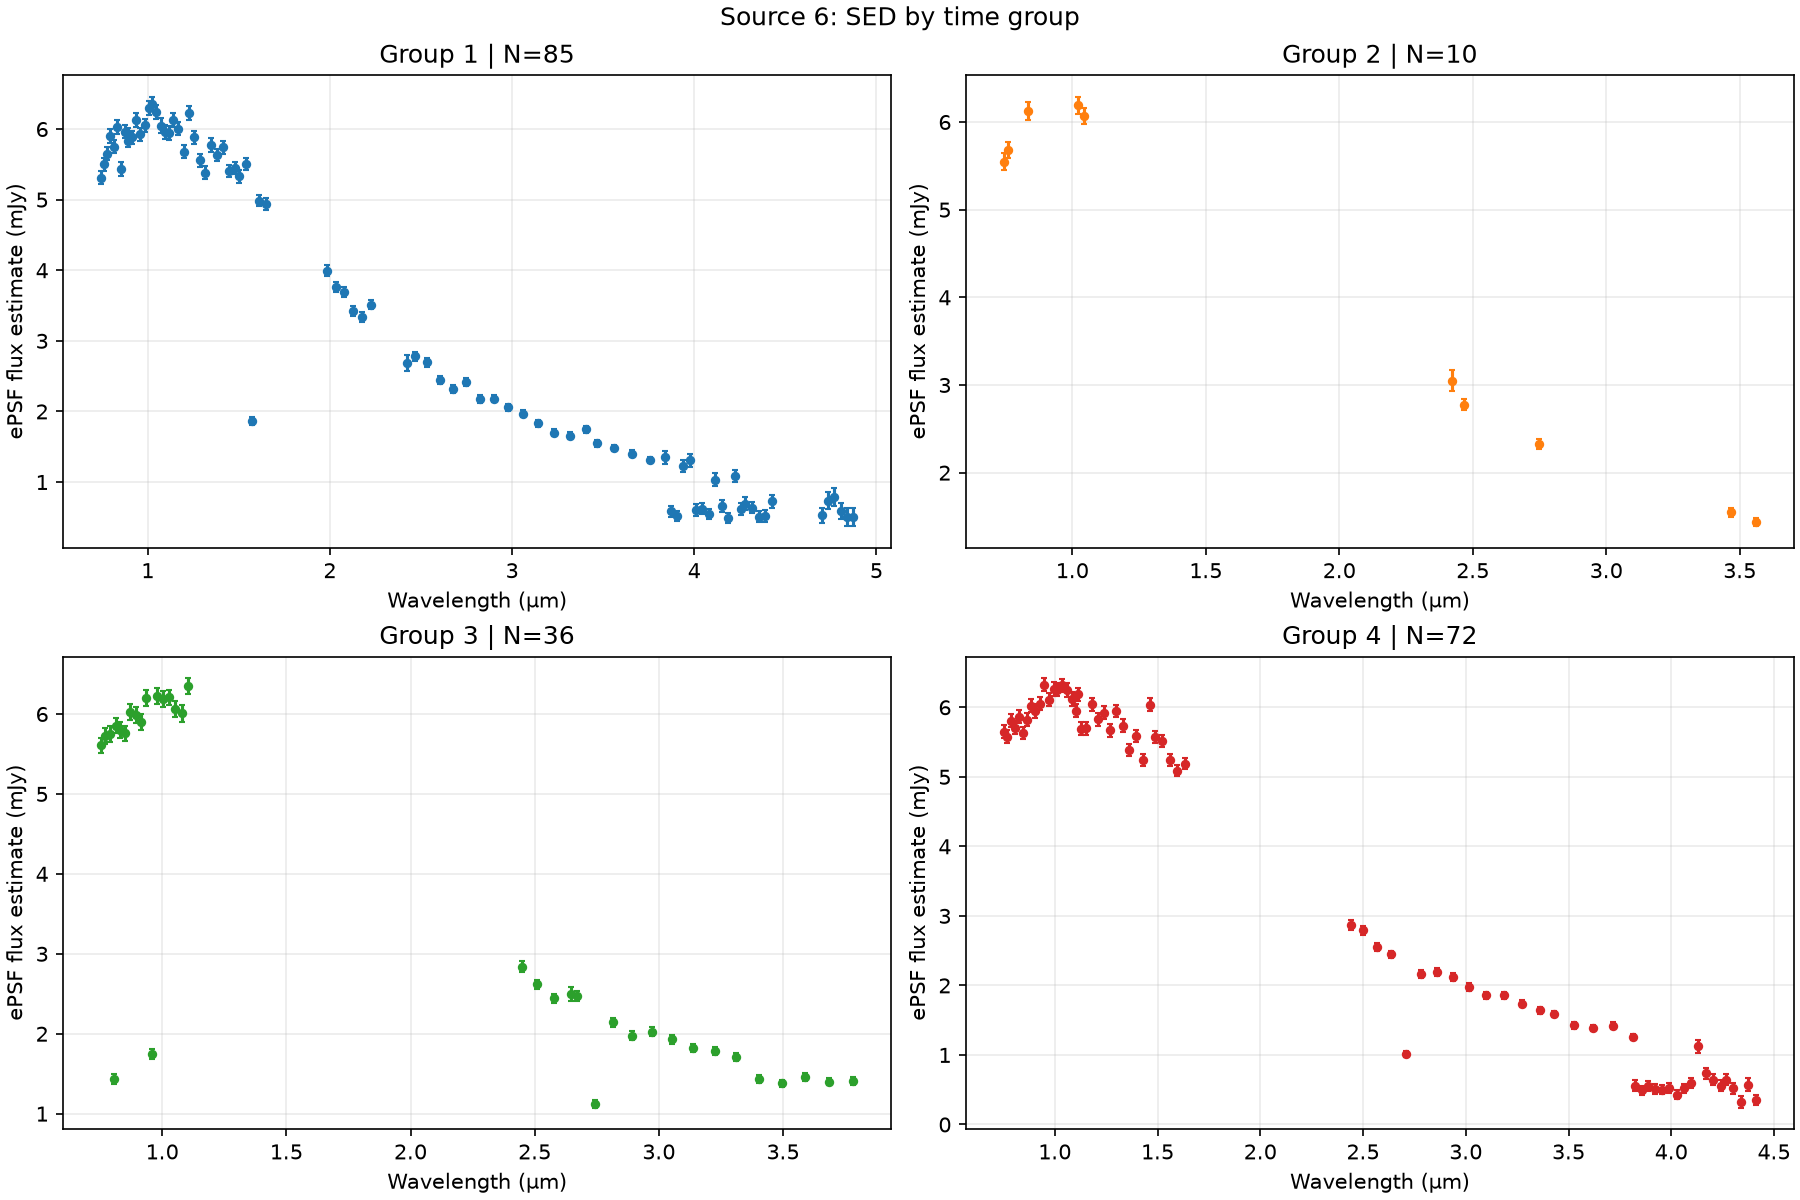 Source 6: SED by time group
Group 1 | N=85
ePSF flux estimate (mJy)
6
5
4
3
2
1
1 2 3 4 5
Wavelength (μm)
Group 2 | N=10
ePSF flux estimate (mJy)
6
5
4
3
2
1.0 1.5 2.0 2.5 3.0 3.5
Wavelength (μm)
Group 3 | N=36
ePSF flux estimate (mJy)
6
5
4
3
2
1
1.0 1.5 2.0 2.5 3.0 3.5
Wavelength (μm)
Group 4 | N=72
ePSF flux estimate (mJy)
6
5
4
3
2
1
0
1.0 1.5 2.0 2.5 3.0 3.5 4.0 4.5
Wavelength (μm)